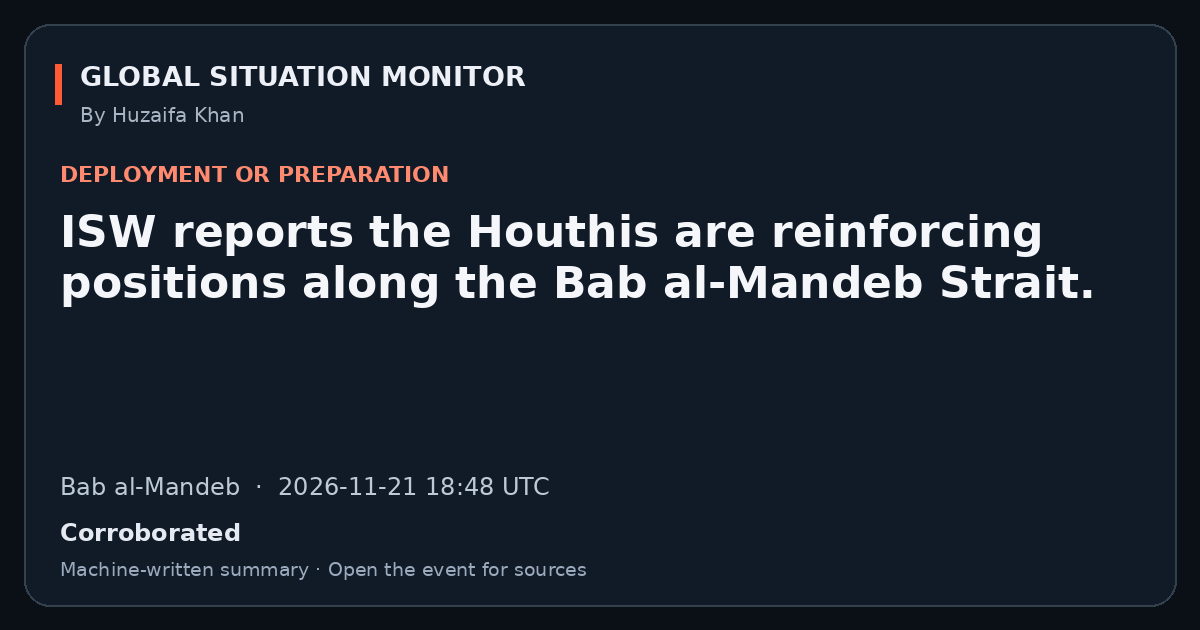 GLOBAL SITUATION MONITOR
By Huzaifa Khan
DEPLOYMENT OR PREPARATION
ISW reports the Houthis are reinforcing
positions along the Bab al-Mandeb Strait.
Bab al-Mandeb · 2026-11-21 18:48 UTC
Corroborated
Machine-written summary · Open the event for sources